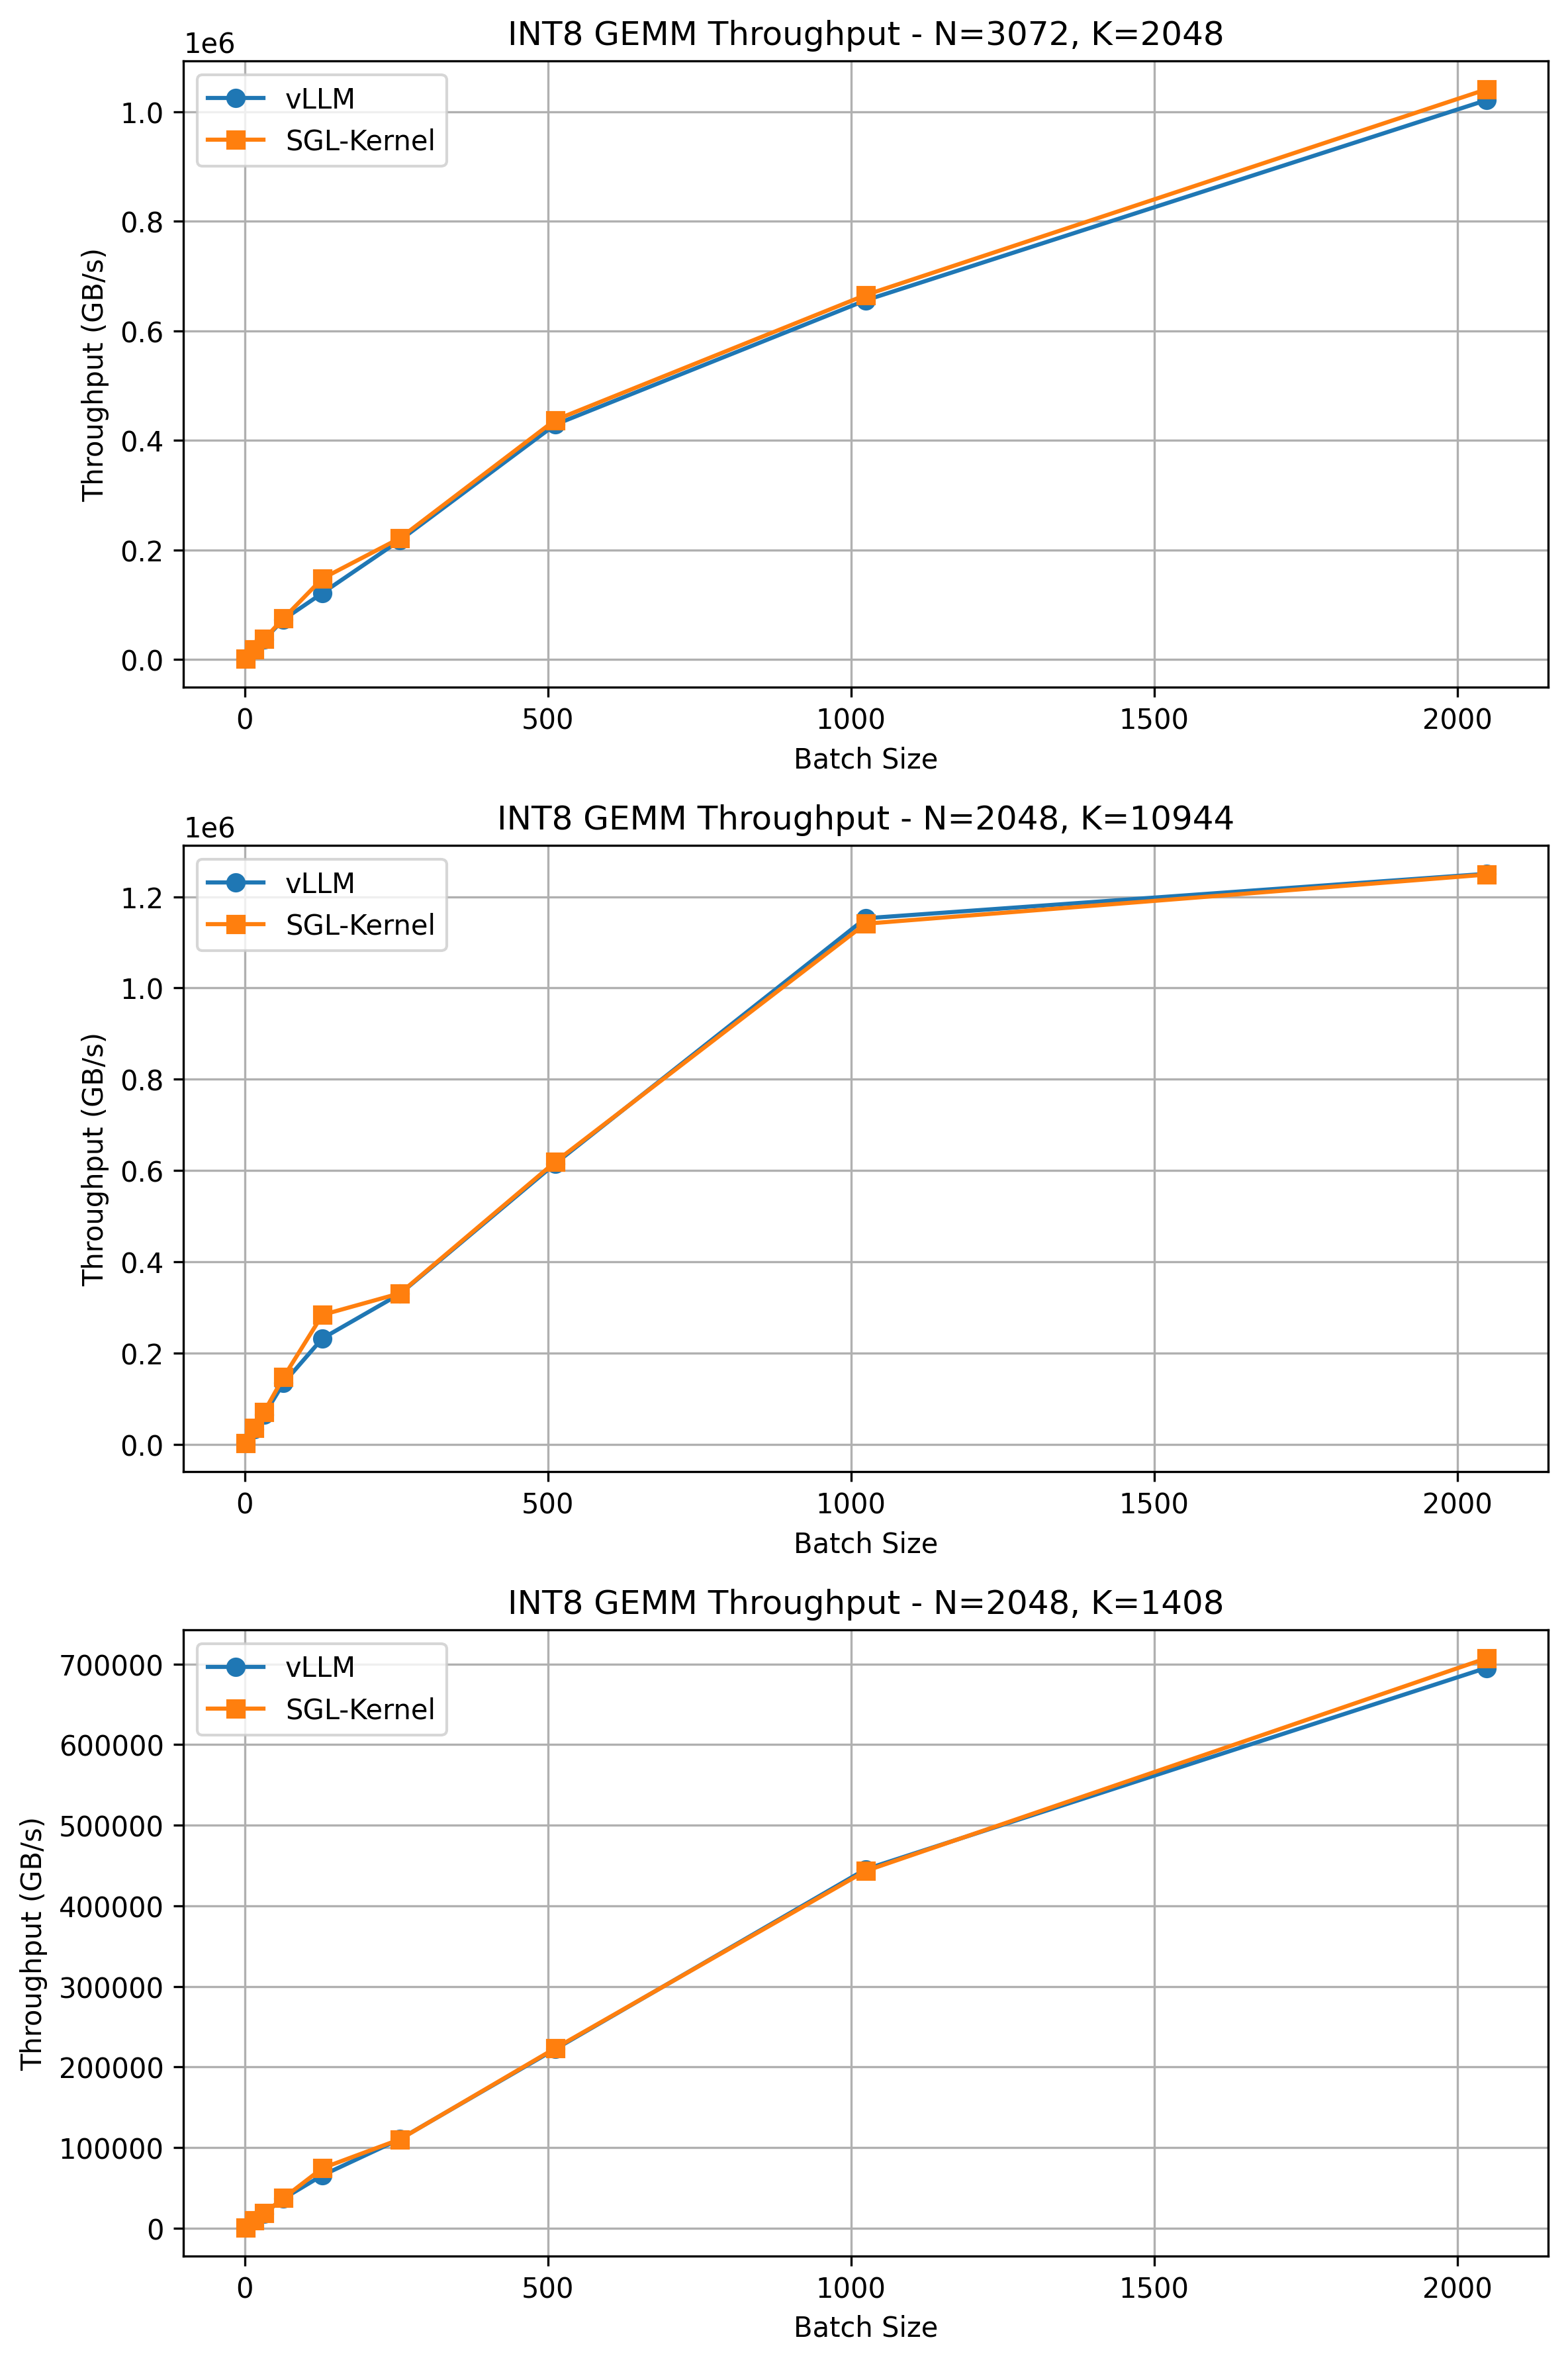 INT8 GEMM Throughput - N=3072, K=2048
1e6
vLLM
SGL-Kernel
1.0
0.8
0.6
0.4
0.2
0.0
Throughput (GB/s)
0 500 1000 1500 2000
Batch Size
INT8 GEMM Throughput - N=2048, K=10944
1e6
vLLM
SGL-Kernel
1.2
1.0
0.8
0.6
0.4
0.2
0.0
Throughput (GB/s)
0 500 1000 1500 2000
Batch Size
INT8 GEMM Throughput - N=2048, K=1408
vLLM
SGL-Kernel
700000
600000
500000
400000
300000
200000
100000
0
Throughput (GB/s)
0 500 1000 1500 2000
Batch Size